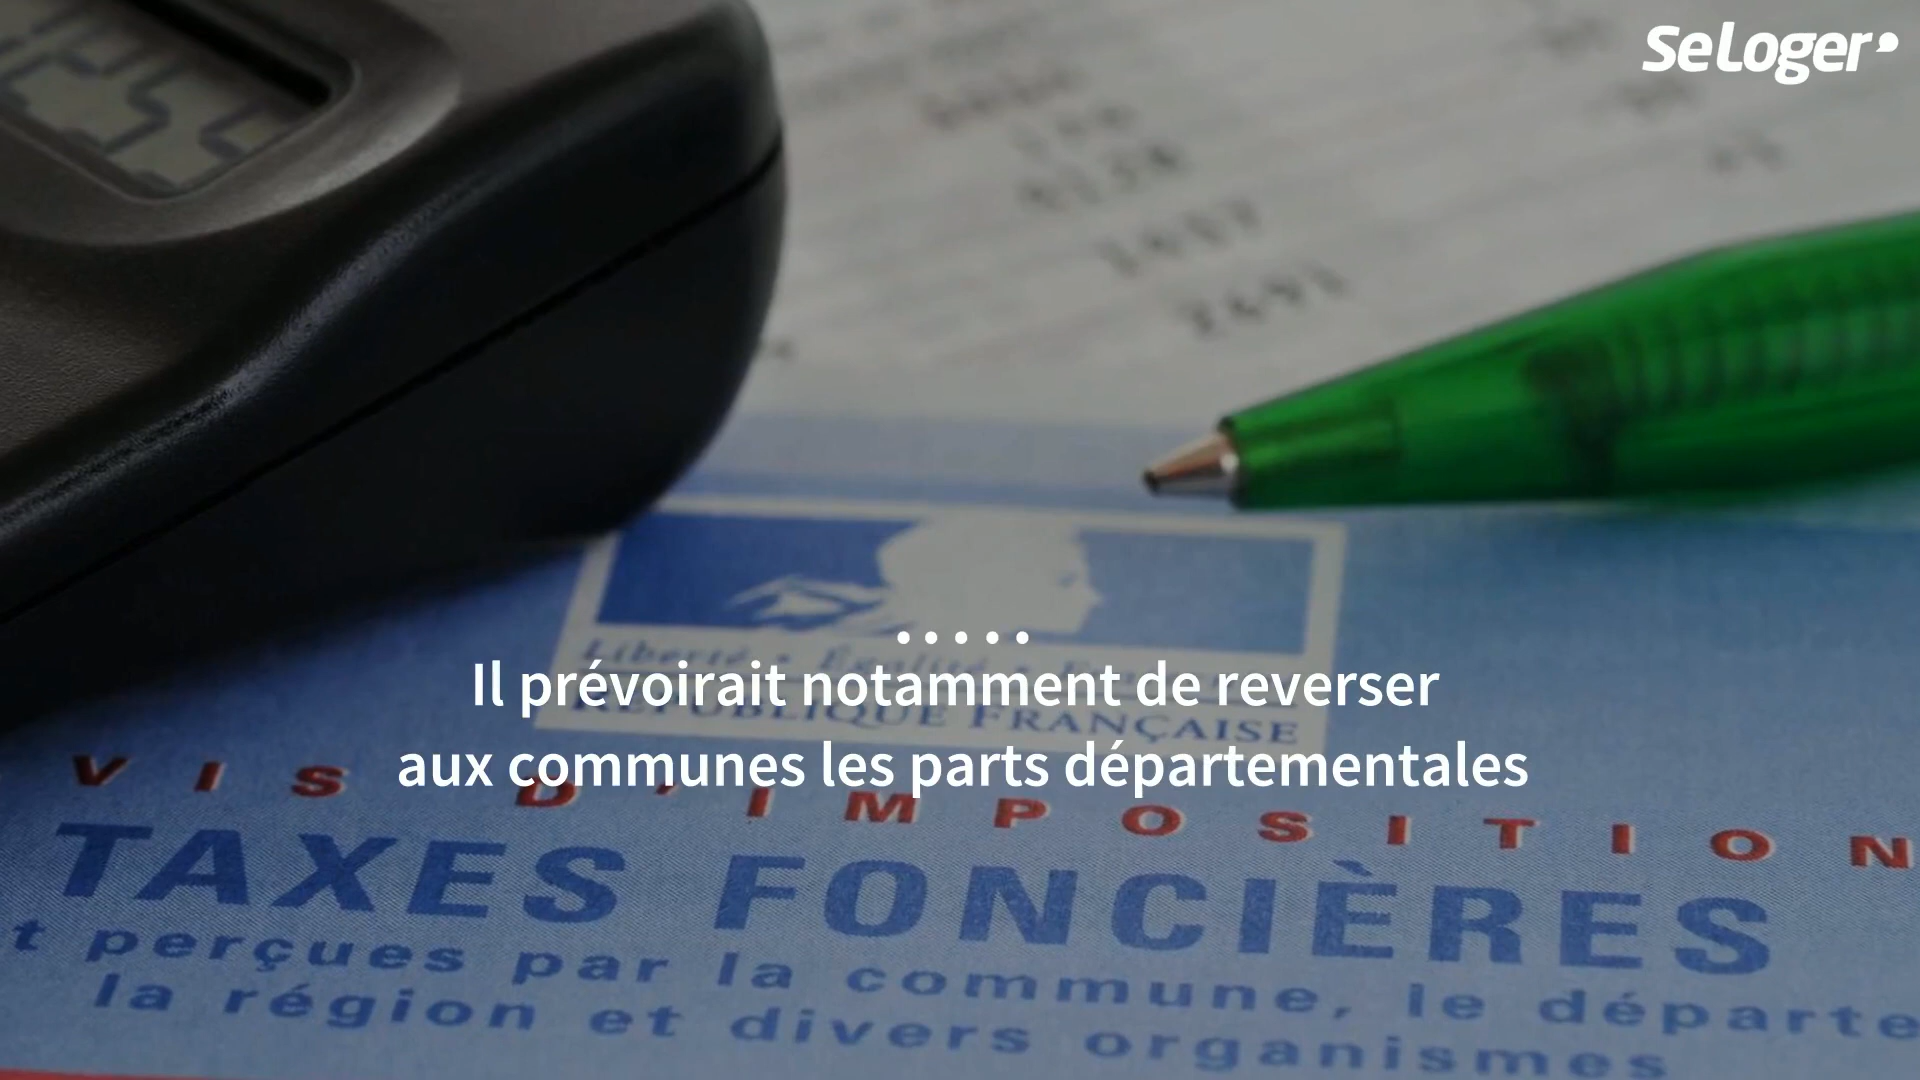 SeLoger
Liberté • Égalité •
RÉPUBLIQUE FRANÇAISE
Il prévoirait notamment de reverser
aux communes les parts départementales
VIS D'IMPOSITION
TAXES FONCIÈRES
t perçues par la commune, le départe
la région et divers organismes